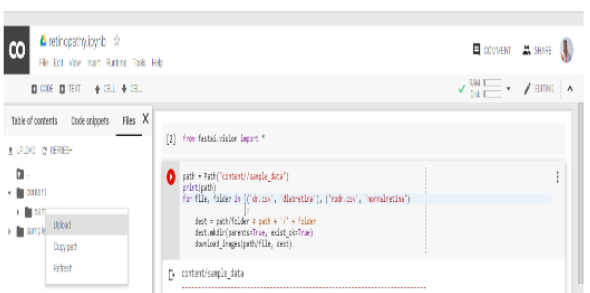 retinopathy.ipynb
File Edit View Insert Runtime Tools Help
COMMENT SHARE
CODE TEXT CELL CELL
RAM
Disk
EDITING
Table of contents Code snippets Files X
UPLOAD REFRESH
..
content
sam
sample
Upload
Copy path
Refresh
[2] from fastai.vision import *
path = Path("content/sample_data")
print(path)
for file, folder in [("dr.csv", 'diabretina'), ("nodr.csv", 'normalretina')
dest = path/folder # path + "/" + folder
dest.mkdir(parents=True, exist_ok=True)
download_images(path/file, dest)
content/sample_data